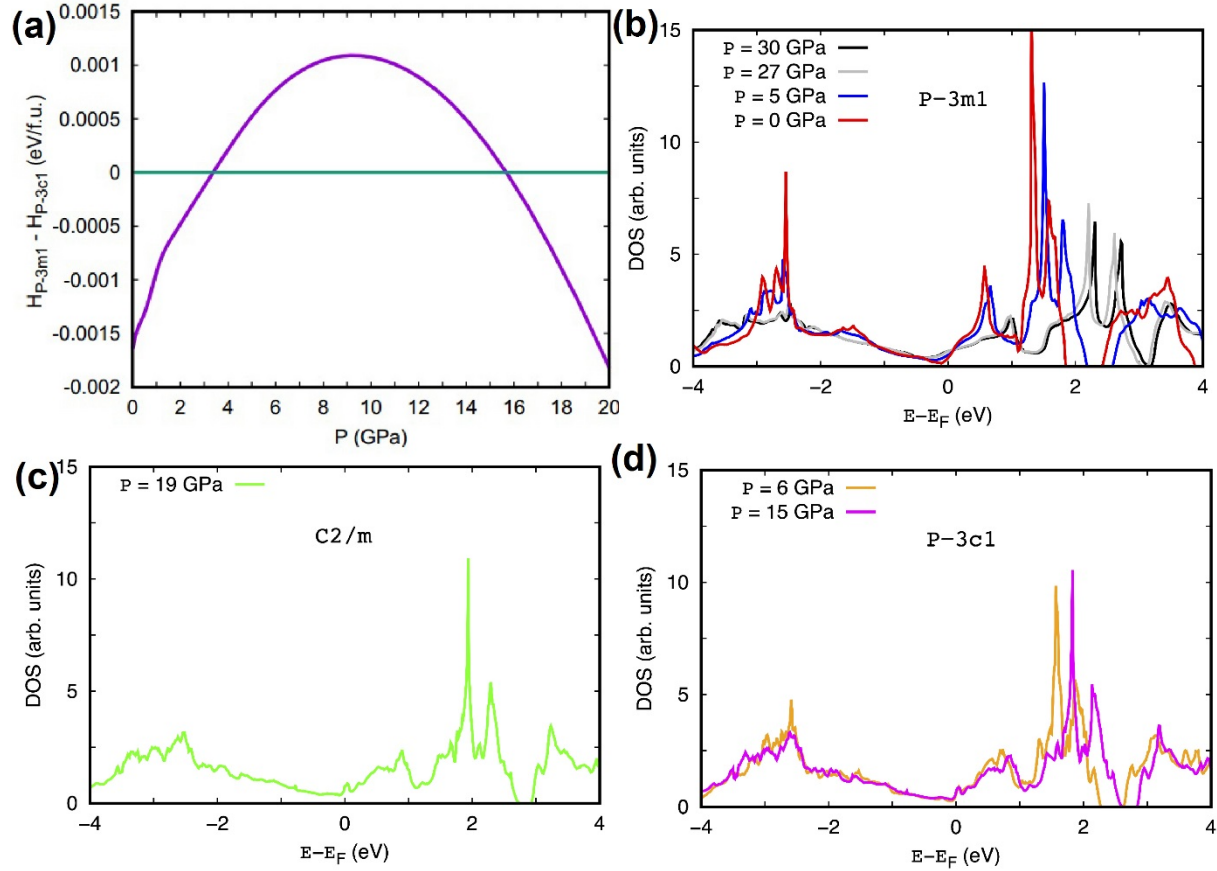 (a)
0.0015
0.001
0.0005
0
-0.0005
-0.001
-0.0015
-0.002
H_P-3m1 - H_P-3c1 (eV/f.u.)
0 2 4 6 8 10 12 14 16 18 20
P (GPa)
(b)
P = 30 GPa
P = 27 GPa
P = 5 GPa
P = 0 GPa
P-3m1
15
10
5
0
DOS (arb. units)
−4 −2 0 2 4
E−E_F (eV)
(c)
P = 19 GPa
C2/m
15
10
5
0
DOS (arb. units)
−4 −2 0 2 4
E−E_F (eV)
(d)
P = 6 GPa
P = 15 GPa
P−3c1
15
10
5
0
DOS (arb. units)
−4 −2 0 2 4
E−E_F (eV)